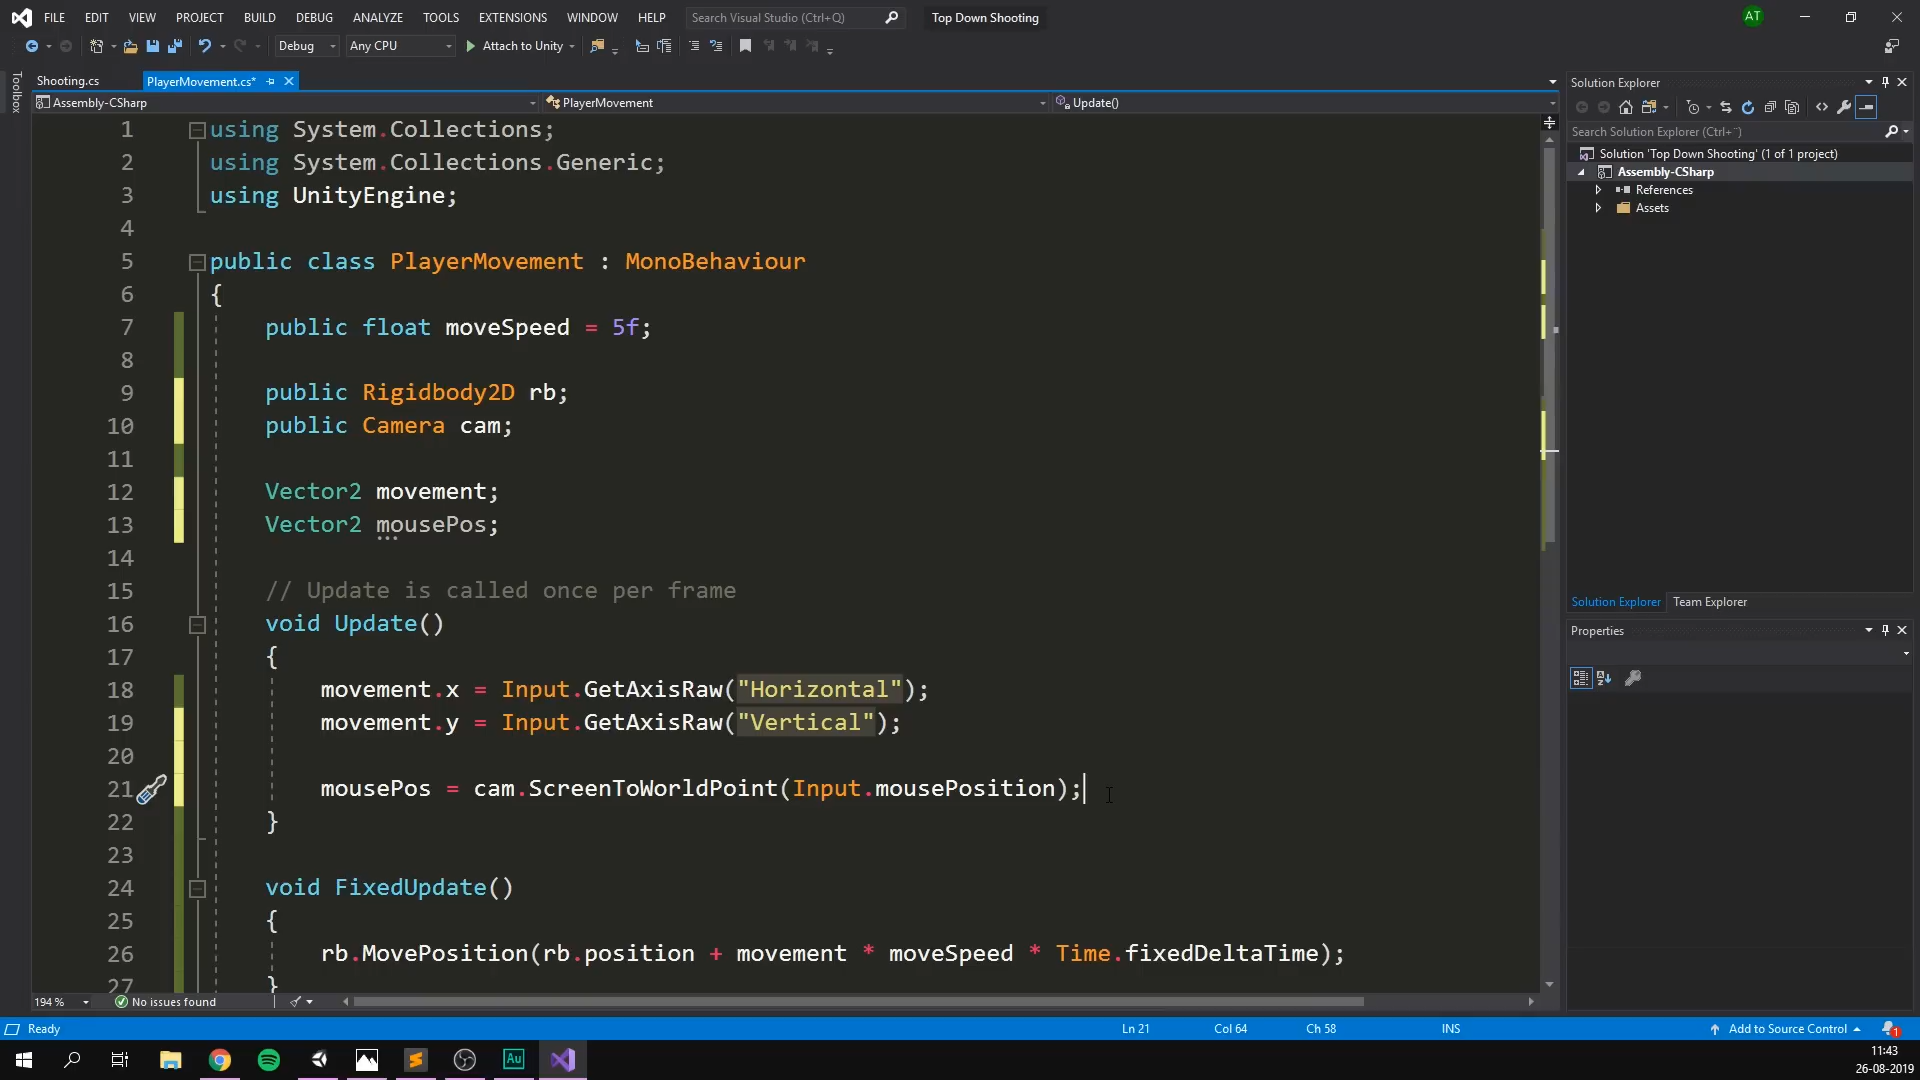 FILE EDIT VIEW PROJECT BUILD DEBUG ANALYZE TOOLS EXTENSIONS WINDOW HELP Search Visual Studio (Ctrl+Q) Top Down Shooting AT
Debug Any CPU Attach to Unity
Toolbox
Shooting.cs PlayerMovement.cs*
Assembly-CSharp PlayerMovement Update()
1 using System.Collections;
2 using System.Collections.Generic;
3 using UnityEngine;
4
5 public class PlayerMovement : MonoBehaviour
6 {
7 public float moveSpeed = 5f;
8
9 public Rigidbody2D rb;
10 public Camera cam;
11
12 Vector2 movement;
13 Vector2 mousePos;
14
15 // Update is called once per frame
16 void Update()
17 {
18 movement.x = Input.GetAxisRaw("Horizontal");
19 movement.y = Input.GetAxisRaw("Vertical");
20
21 mousePos = cam.ScreenToWorldPoint(Input.mousePosition);
22 }
23
24 void FixedUpdate()
25 {
26 rb.MovePosition(rb.position + movement * moveSpeed * Time.fixedDeltaTime);
27 }
194 % No issues found
Solution Explorer
Search Solution Explorer (Ctrl+¨)
Solution 'Top Down Shooting' (1 of 1 project)
Assembly-CSharp
References
Assets
Solution Explorer Team Explorer
Properties
Ready Ln 21 Col 64 Ch 58 INS Add to Source Control 1
Au
11:43
26-08-2019